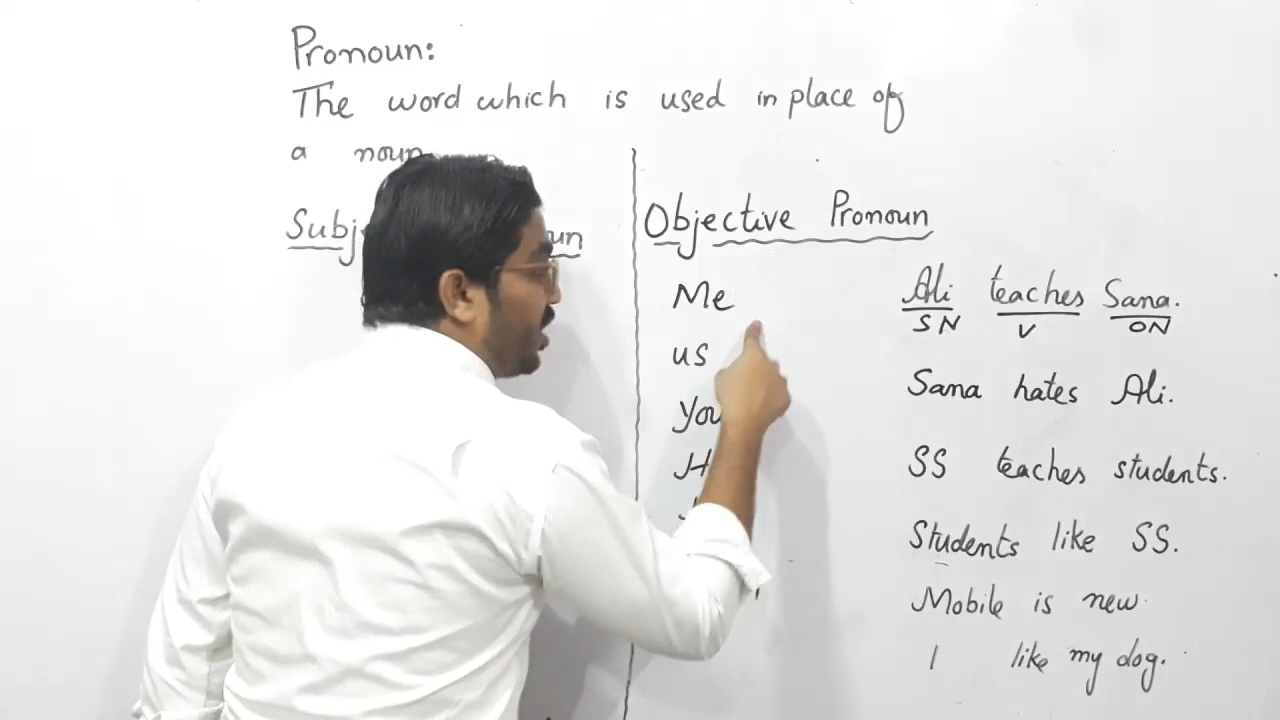 Pronoun:
The word which is used in place of
a noun
Objective Pronoun
Me
us
Ali teaches Sana.
SN V ON
Sana hates Ali.
SS teaches students.
Students like SS.
Mobile is new.
I like my dog.